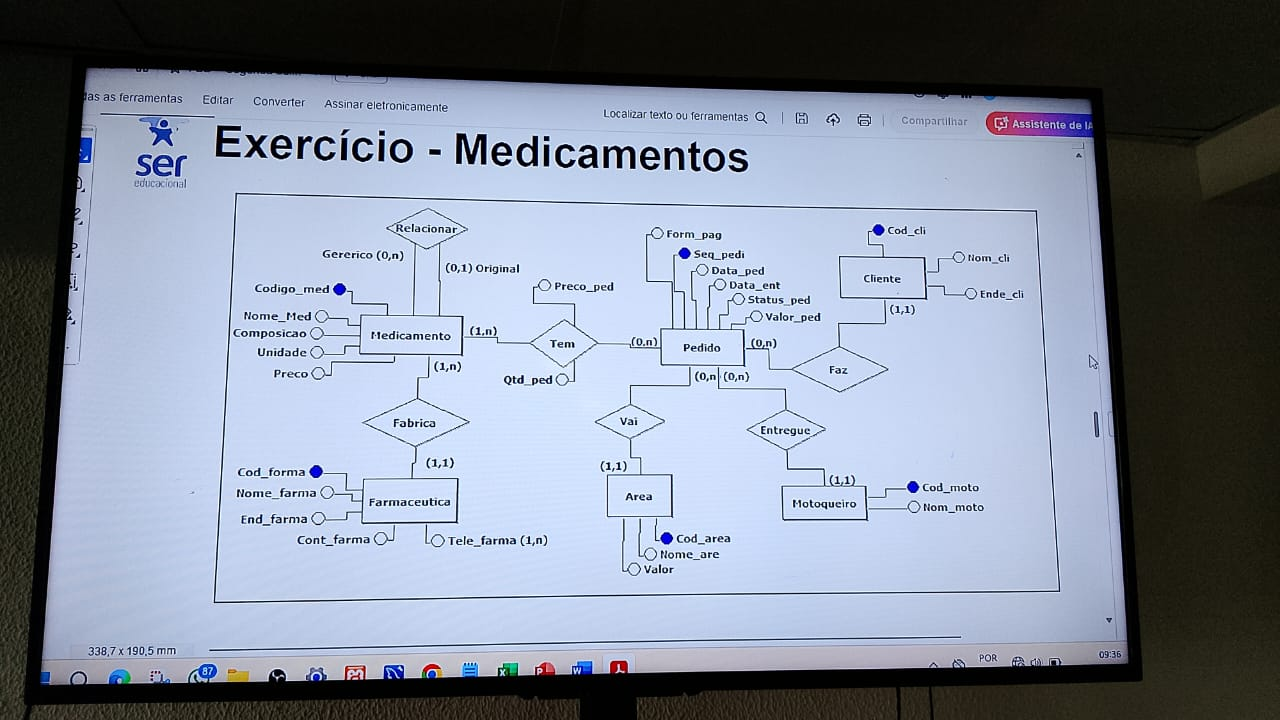 das as ferramentas Editar Converter Assinar eletronicamente
Localizar texto ou ferramentas Compartilhar Assistente de IA
ser
educacional
Exercício - Medicamentos
Relacionar
Gererico (0,n)
(0,1) Original
Codigo_med
Nome_Med
Composicao
Unidade
Preco
Medicamento
(1,n)
(1,n)
Preco_ped
Tem
Qtd_ped
(0,n)
Form_pag
Seq_pedi
Data_ped
Data_ent
Status_ped
Valor_ped
Pedido
(0,n)
(0,n) (0,n)
Cod_cli
Nom_cli
Ende_cli
Cliente
(1,1)
Faz
Fabrica
(1,1)
Cod_forma
Nome_farma
End_farma
Cont_farma
Tele_farma (1,n)
Farmaceutica
Vai
(1,1)
Area
Cod_area
Nome_are
Valor
Entregue
(1,1)
Motoqueiro
Cod_moto
Nom_moto
338,7 x 190,5 mm
87
POR
09:36